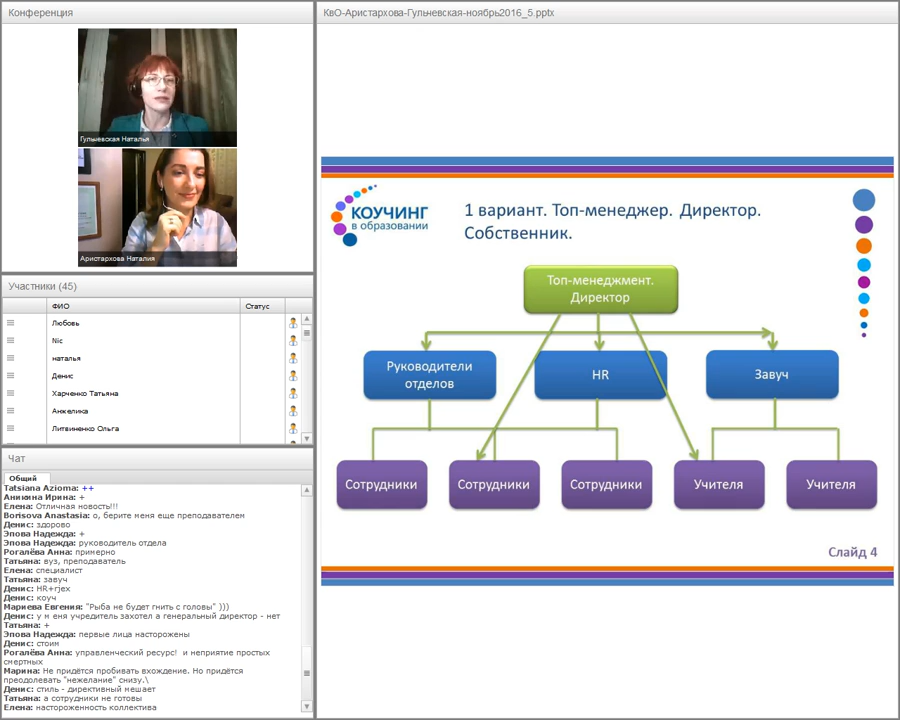 Конференция
Гульчевская Наталья
Аристархова Наталия
Участники (45)
ФИО
Статус
Любовь
Nic
наталья
Денис
Харченко Татьяна
Анжелика
Литвиненко Ольга
Чат
Общий
Tatsiana Azioma: ++
Аникина Ирина: +
Елена: Отличная новость!!!
Borisova Anastasia: о, берите меня еще преподавателем
Денис: здорово
Эпова Надежда: +
Эпова Надежда: руководитель отдела
Рогалёва Анна: примерно
Татьяна: вуз, преподаватель
Елена: специалист
Татьяна: завуч
Денис: HR+rjex
Денис: коуч
Мариева Евгения: "Рыба не будет гнить с головы" )))
Денис: у м еня учредитель захотел а генеральный директор - нет
Татьяна: +
Эпова Надежда: первые лица насторожены
Денис: стоим
Рогалёва Анна: управленческий ресурс! и неприятие простых
смертных
Марина: Не придётся пробивать вхождение. Но придётся
преодолевать "нежелание" снизу.\
Денис: стиль - директивный мешает
Татьяна: а сотрудники не готовы
Елена: настороженность коллектива
КвО-Аристархова-Гульчевская-ноябрь2016_5.pptx
КОУЧИНГ
в образовании
1 вариант. Топ-менеджер. Директор.
Собственник.
Топ-менеджмент.
Директор
Руководители
отделов
HR
Завуч
Сотрудники
Сотрудники
Сотрудники
Учителя
Учителя
Слайд 4